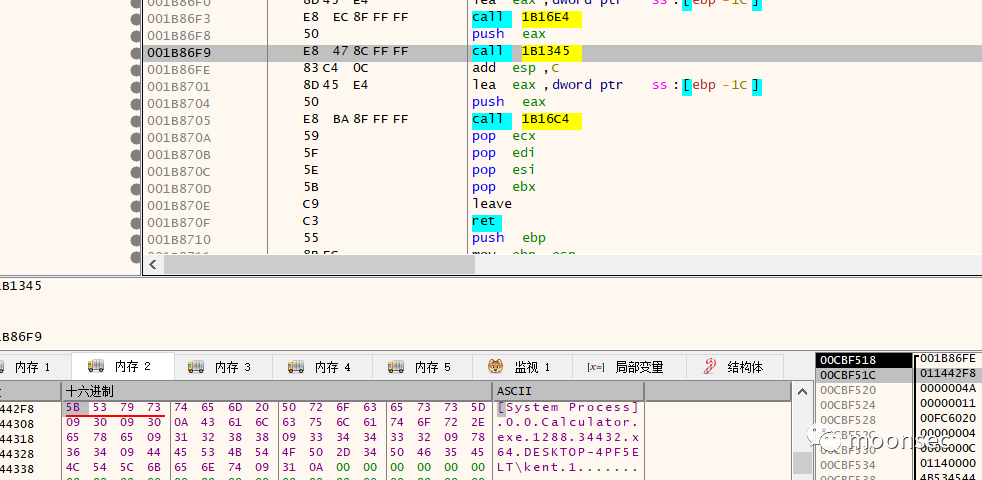 001B86F0 8D 45 E4 lea eax ,dword ptr ss :[ebp -1C ]
001B86F3 E8 EC 8F FF FF call 1B16E4
001B86F8 50 push eax
001B86F9 E8 47 8C FF FF call 1B1345
001B86FE 83 C4 0C add esp ,C
001B8701 8D 45 E4 lea eax ,dword ptr ss :[ebp -1C ]
001B8704 50 push eax
001B8705 E8 BA 8F FF FF call 1B16C4
001B870A 59 pop ecx
001B870B 5F pop edi
001B870C 5E pop esi
001B870D 5B pop ebx
001B870E C9 leave
001B870F C3 ret
001B8710 55 push ebp
1B1345
1B86F9
内存 1 内存 2 内存 3 内存 4 内存 5 监视 1 [x=] 局部变量 结构体
十六进制 ASCII
442F8 5B 53 79 73 74 65 6D 20 50 72 6F 63 65 73 73 5D [System Process]
44308 09 30 09 30 0A 43 61 6C 63 75 6C 61 74 6F 72 2E .0.0.Calculator.
44318 65 78 65 09 31 32 38 38 09 33 34 34 33 32 09 78 exe.1288.34432.x
44328 36 34 09 44 45 53 4B 54 4F 50 2D 34 50 46 35 45 64.DESKTOP-4PF5E
44338 4C 54 5C 6B 65 6E 74 09 31 0A 00 00 00 00 00 00 LT\kent.1.......
00CBF518 001B86FE
00CBF51C 011442F8
00CBF520 0000004A
00CBF524 00000011
00CBF528 00FC6020
00CBF52C 00000004
00CBF530 0000000C
00CBF534 01140000
00CBF538 4B534544
moonsec